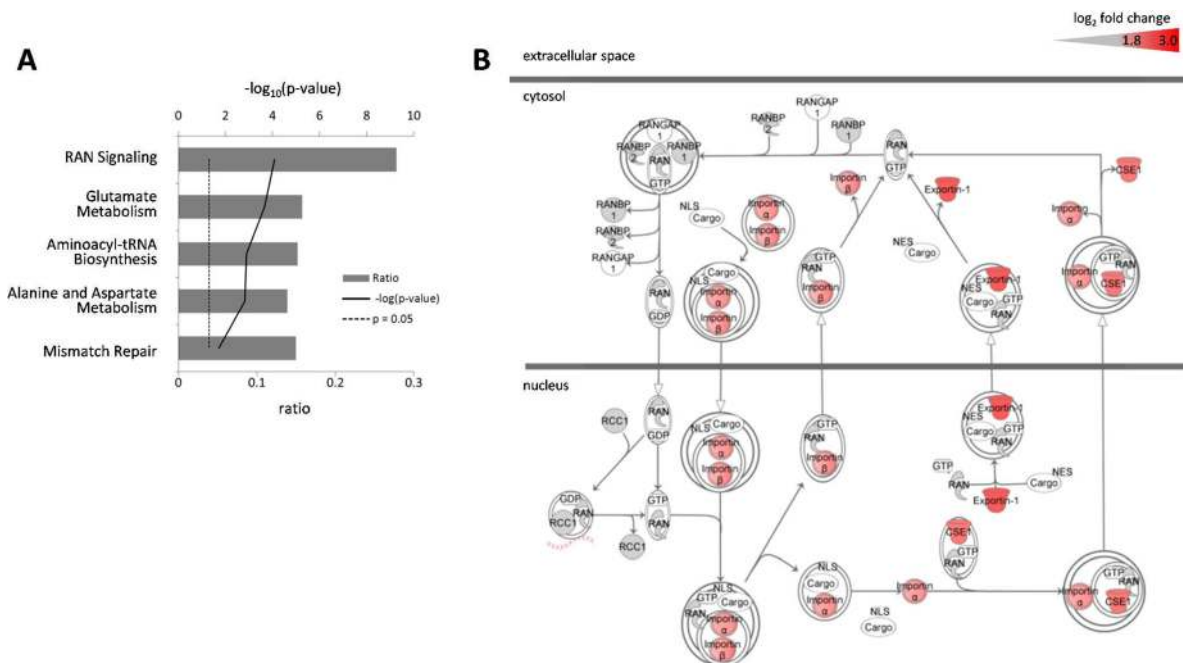 A
-log10(p-value)
0 2 4 6 8 10
RAN Signaling
Glutamate
Metabolism
Aminoacyl-tRNA
Biosynthesis
Alanine and Aspartate
Metabolism
Mismatch Repair
Ratio
-log(p-value)
p = 0.05
0 0.1 0.2 0.3
ratio
B
log2 fold change
1.8 3.0
extracellular space
cytosol
RANGAP
1
RANBP
2
RANBP
1
RAN
GTP
RANBP
2
RANGAP
1
RANBP
1
RAN
GTP
CSE1
Importin
β
Exportin-1
Importin
α
RANBP
1
RANBP
2
RANGAP
1
NLS
Cargo
Importin
α
Importin
β
NES
Cargo
RAN
GDP
Cargo
NLS
Importin
α
Importin
β
GTP
RAN
Importin
β
Exportin-1
NES
Cargo
GTP
RAN
GTP
RAN
Importin
α
CSE1
nucleus
RCC1
RAN
GDP
NLS
Cargo
Importin
α
Importin
β
GTP
RAN
Importin
β
Exportin-1
NES
Cargo
GTP
RAN
GTP
RAN
NES
Cargo
Exportin-1
GDP
RAN
RCC1
RCC1
GTP
RAN
CSE1
GTP
RAN
NLS
GTP
Cargo
RAN
Importin
α
Importin
β
NLS
Cargo
Importin
α
Importin
α
NLS
Cargo
Importin
α
GTP
RAN
CSE1